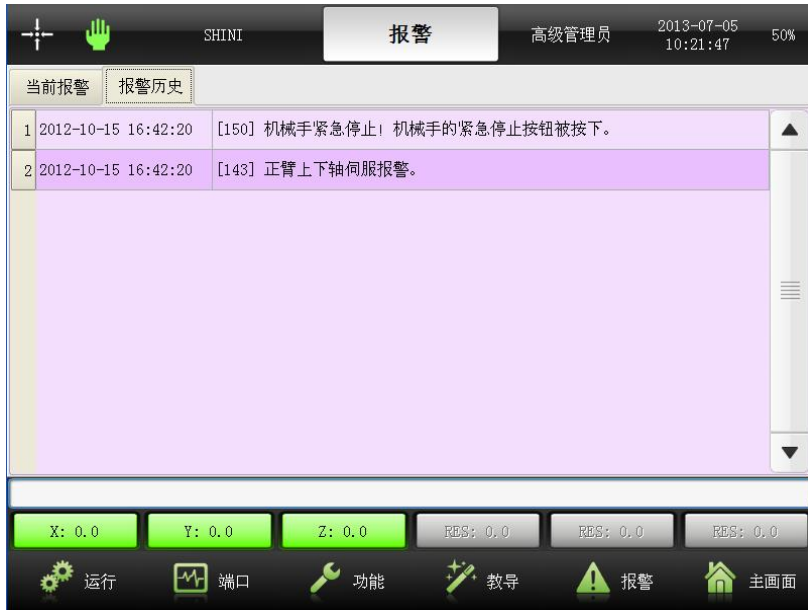 SHINI 报警 高级管理员 2013-07-05 10:21:47 50%
当前报警 报警历史
1 2012-10-15 16:42:20 [150] 机械手紧急停止! 机械手的紧急停止按钮被按下。
2 2012-10-15 16:42:20 [143] 正臂上下轴伺服报警。
X: 0.0 Y: 0.0 Z: 0.0 RES: 0.0 RES: 0.0 RES: 0.0
运行 端口 功能 教导 报警 主画面